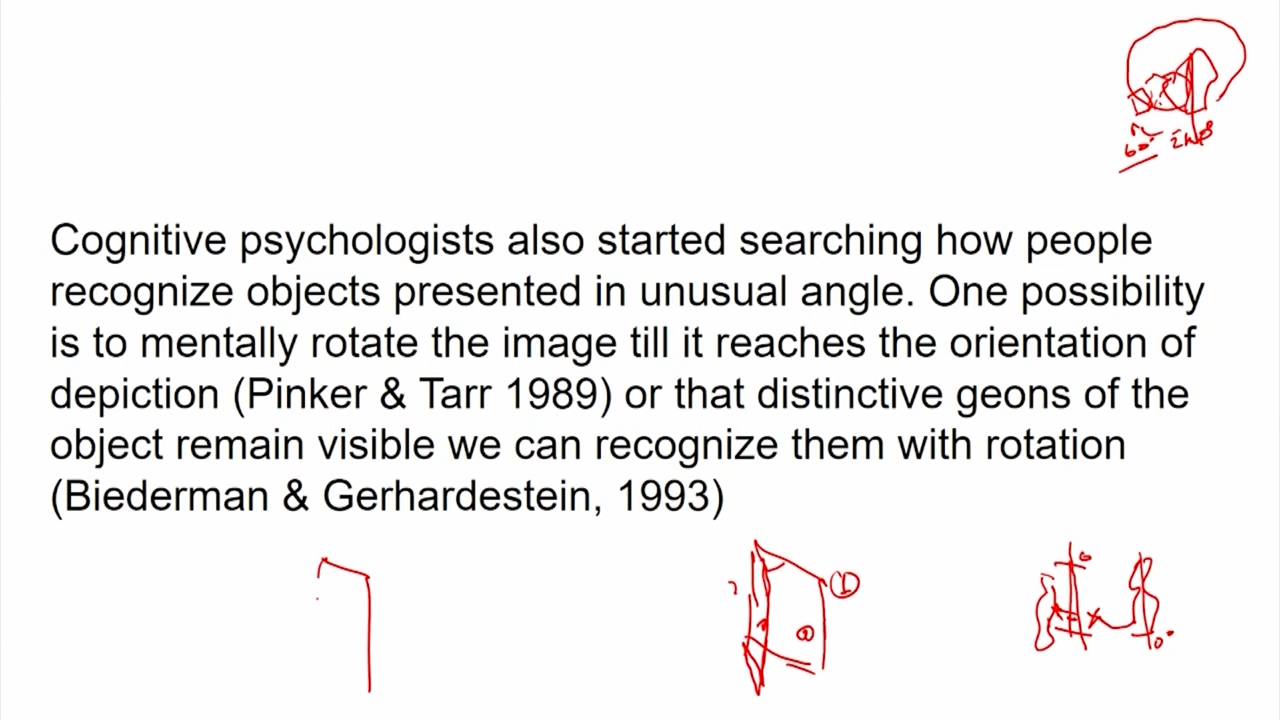 Cognitive psychologists also started searching how people
recognize objects presented in unusual angle. One possibility
is to mentally rotate the image till it reaches the orientation of
depiction (Pinker & Tarr 1989) or that distinctive geons of the
object remain visible we can recognize them with rotation
(Biederman & Gerhardestein, 1993)